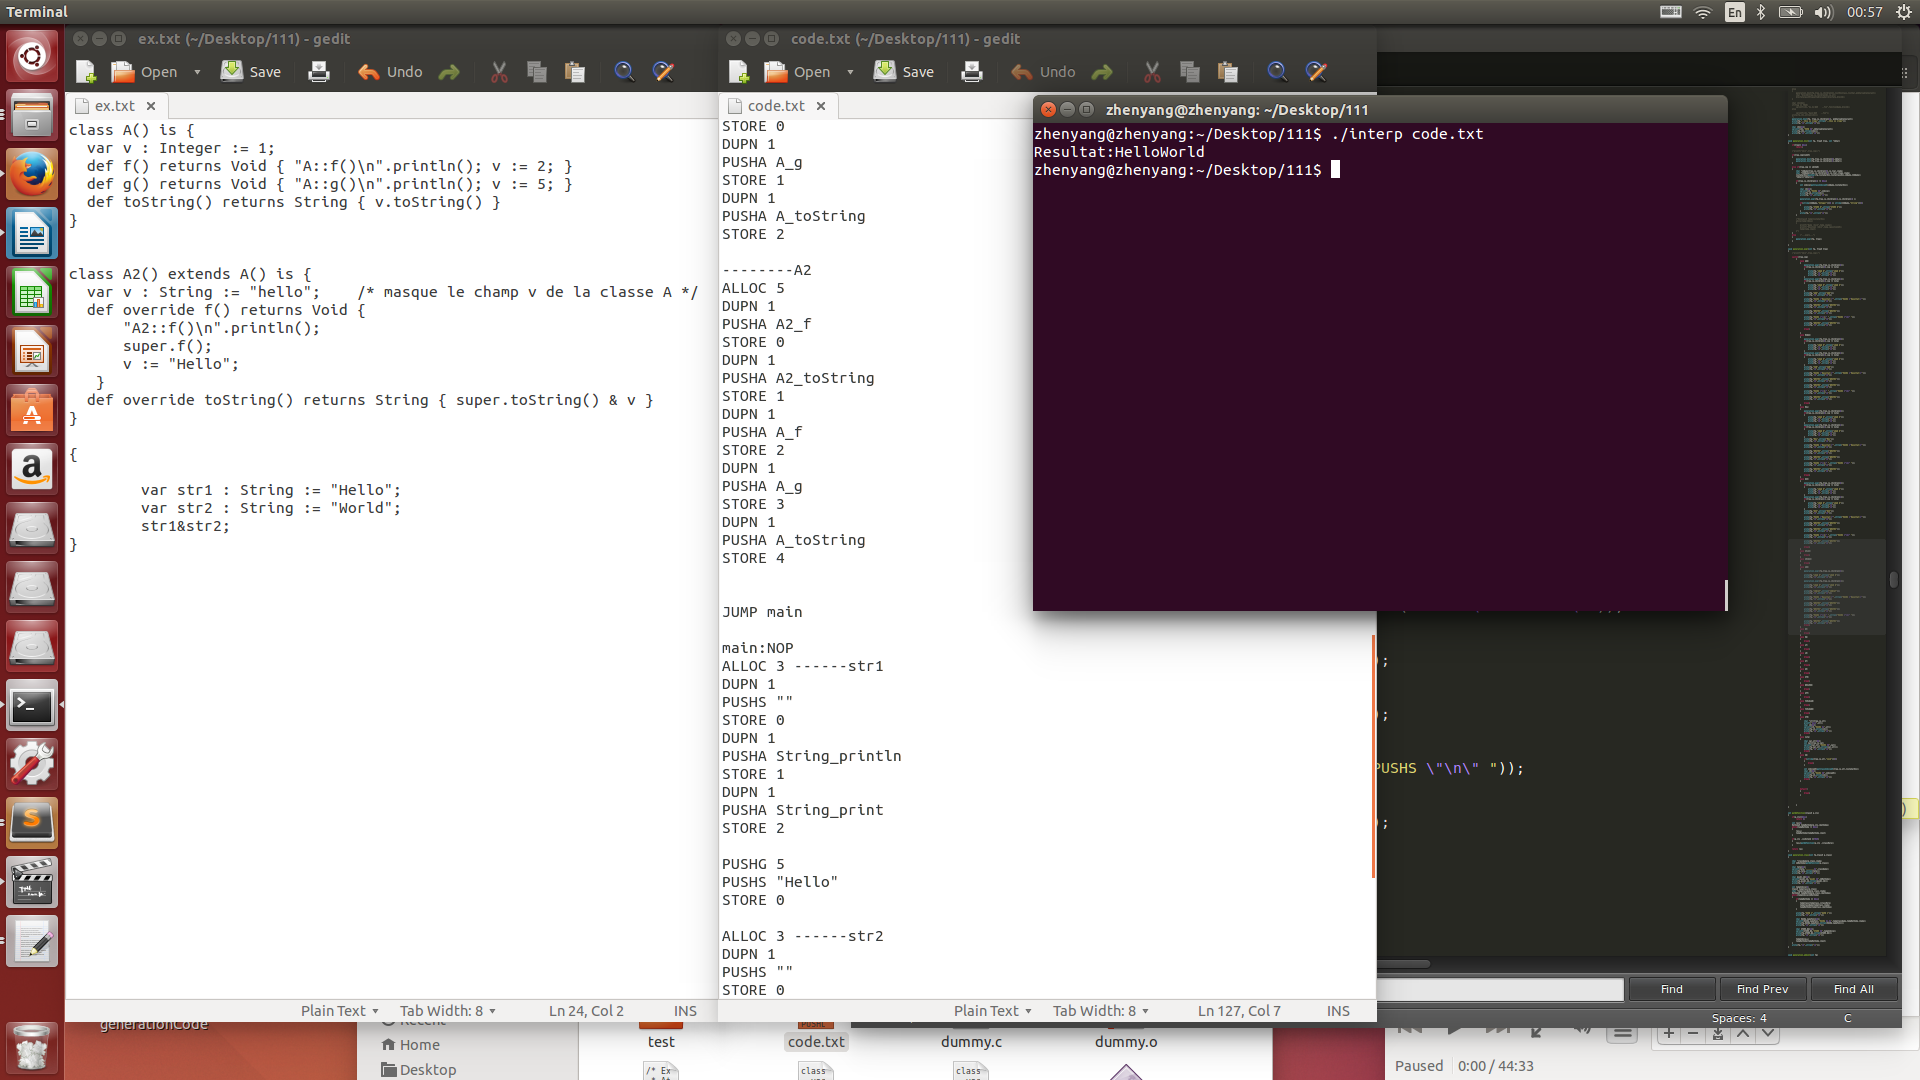 Terminal
En
00:57
ex.txt (~/Desktop/111) - gedit
Open
Save
Undo
ex.txt
class A() is {
  var v : Integer := 1;
  def f() returns Void { "A::f()\n".println(); v := 2; }
  def g() returns Void { "A::g()\n".println(); v := 5; }
  def toString() returns String { v.toString() }
}
class A2() extends A() is {
  var v : String := "hello";    /* masque le champ v de la classe A */
  def override f() returns Void {
      "A2::f()\n".println();
      super.f();
      v := "Hello";
   }
  def override toString() returns String { super.toString() & v }
}
{
        var str1 : String := "Hello";
        var str2 : String := "World";
        str1&str2;
}
Plain Text
Tab Width: 8
Ln 24, Col 2
INS
code.txt (~/Desktop/111) - gedit
Open
Save
Undo
code.txt
STORE 0
DUPN 1
PUSHA A_g
STORE 1
DUPN 1
PUSHA A_toString
STORE 2
--------A2
ALLOC 5
DUPN 1
PUSHA A2_f
STORE 0
DUPN 1
PUSHA A2_toString
STORE 1
DUPN 1
PUSHA A_f
STORE 2
DUPN 1
PUSHA A_g
STORE 3
DUPN 1
PUSHA A_toString
STORE 4
JUMP main
main:NOP
ALLOC 3 ------str1
DUPN 1
PUSHS ""
STORE 0
DUPN 1
PUSHA String_println
STORE 1
DUPN 1
PUSHA String_print
STORE 2
PUSHG 5
PUSHS "Hello"
STORE 0
ALLOC 3 ------str2
DUPN 1
PUSHS ""
STORE 0
Plain Text
Tab Width: 8
Ln 127, Col 7
INS
zhenyang@zhenyang: ~/Desktop/111
zhenyang@zhenyang:~/Desktop/111$ ./interp code.txt
Resultat:HelloWorld
zhenyang@zhenyang:~/Desktop/111$
);
);
PUSHS \"\n\" "));
);
Find
Find Prev
Find All
Spaces: 4
C
generationCode
Recent
Home
Desktop
test
code.txt
dummy.c
dummy.o
/* Ex
class
class
Paused
0:00 / 44:33